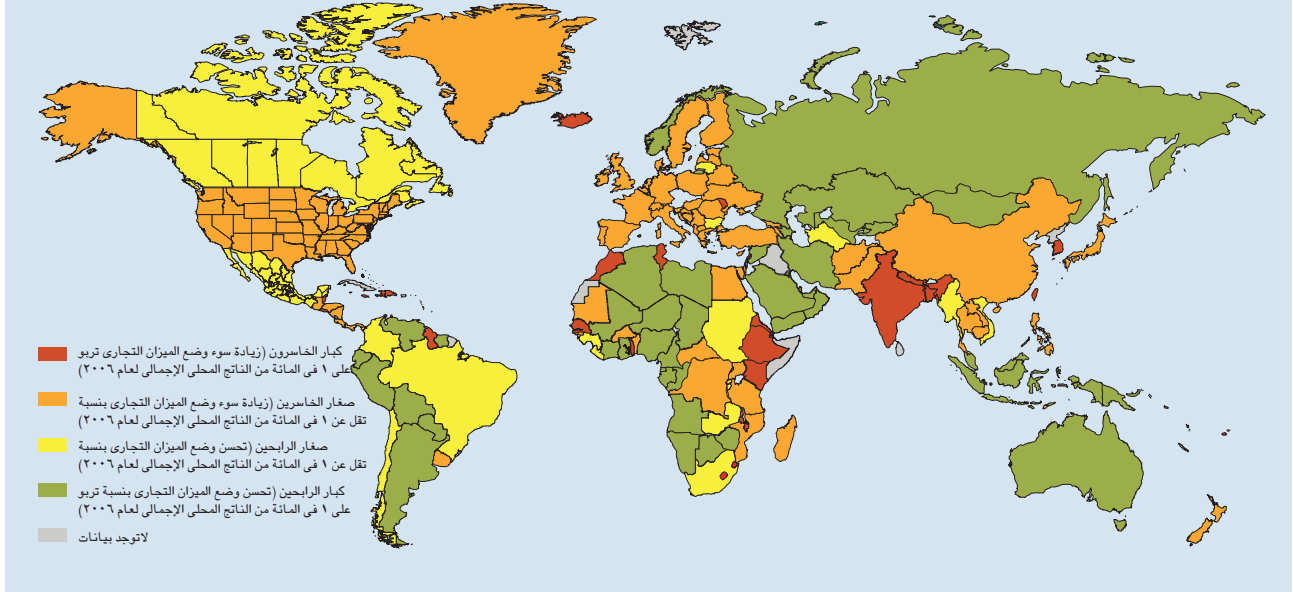 كبار الخاسرون (زيادة سوء وضع الميزان التجارى تربو
على ١ فى المائة من الناتج المحلى الإجمالى لعام ٢٠٠٦)
صغار الخاسرين (زيادة سوء وضع الميزان التجارى بنسبة
تقل عن ١ فى المائة من الناتج المحلى الإجمالى لعام ٢٠٠٦)
صغار الرابحين (تحسن وضع الميزان التجارى بنسبة
تقل عن ١ فى المائة من الناتج المحلى الإجمالى لعام ٢٠٠٦)
كبار الرابحين (تحسن وضع الميزان التجارى بنسبة تربو
على ١ فى المائة من الناتج المحلى الإجمالى لعام ٢٠٠٦)
لاتوجد بيانات